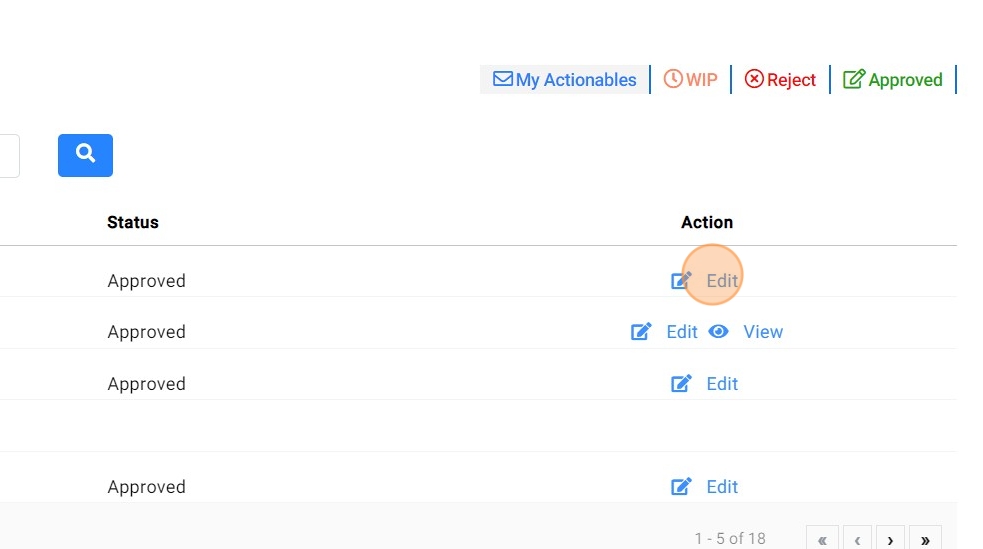 My Actionables WIP Reject Approved
Status Action
Approved Edit
Approved Edit View
Approved Edit
Approved Edit
1 - 5 of 18 « ‹ › »